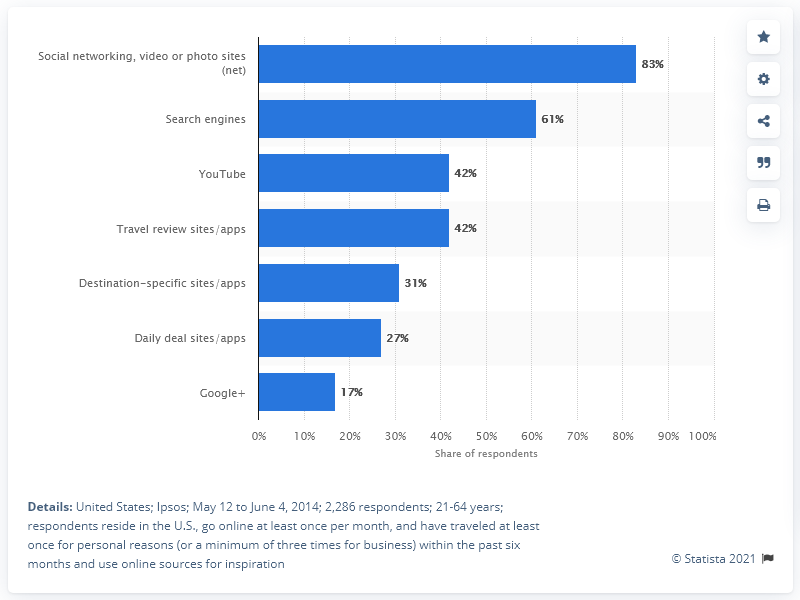 Social networking, video or photo sites
(net)
83%
Search engines
61%
YouTube
42%
Travel review sites/apps
42%
Destination-specific sites/apps
31%
Daily deal sites/apps
27%
Google+
17%
0% 10% 20% 30% 40% 50% 60% 70% 80% 90% 100%
Share of respondents
Details: United States; Ipsos; May 12 to June 4, 2014; 2,286 respondents; 21-64 years;
respondents reside in the U.S., go online at least once per month, and have traveled at least
once for personal reasons (or a minimum of three times for business) within the past six
months and use online sources for inspiration
© Statista 2021